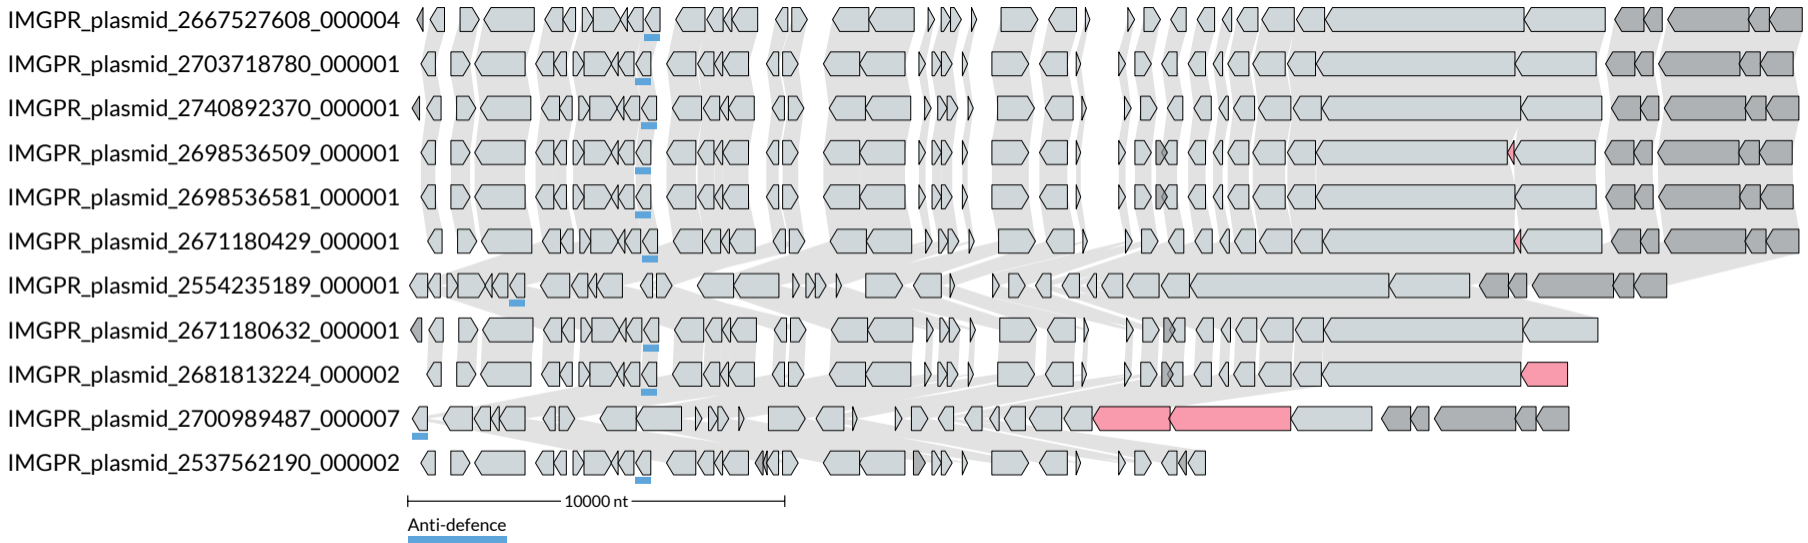 IMGPR_plasmid_2667527608_000004
IMGPR_plasmid_2703718780_000001
IMGPR_plasmid_2740892370_000001
IMGPR_plasmid_2698536509_000001
IMGPR_plasmid_2698536581_000001
IMGPR_plasmid_2671180429_000001
IMGPR_plasmid_2554235189_000001
IMGPR_plasmid_2671180632_000001
IMGPR_plasmid_2681813224_000002
IMGPR_plasmid_2700989487_000007
IMGPR_plasmid_2537562190_000002
10000 nt
Anti-defence